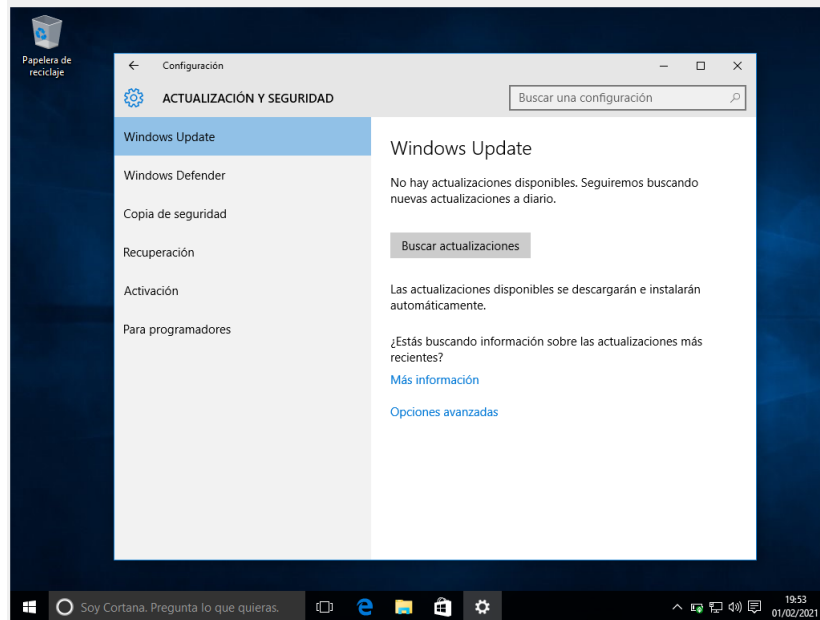 Papelera de
reciclaje
Configuración
ACTUALIZACIÓN Y SEGURIDAD
Buscar una configuración
Windows Update
Windows Defender
Copia de seguridad
Recuperación
Activación
Para programadores
Windows Update
No hay actualizaciones disponibles. Seguiremos buscando
nuevas actualizaciones a diario.
Buscar actualizaciones
Las actualizaciones disponibles se descargarán e instalarán
automáticamente.
¿Estás buscando información sobre las actualizaciones más
recientes?
Más información
Opciones avanzadas
Soy Cortana. Pregunta lo que quieras.
19:53
01/02/2021